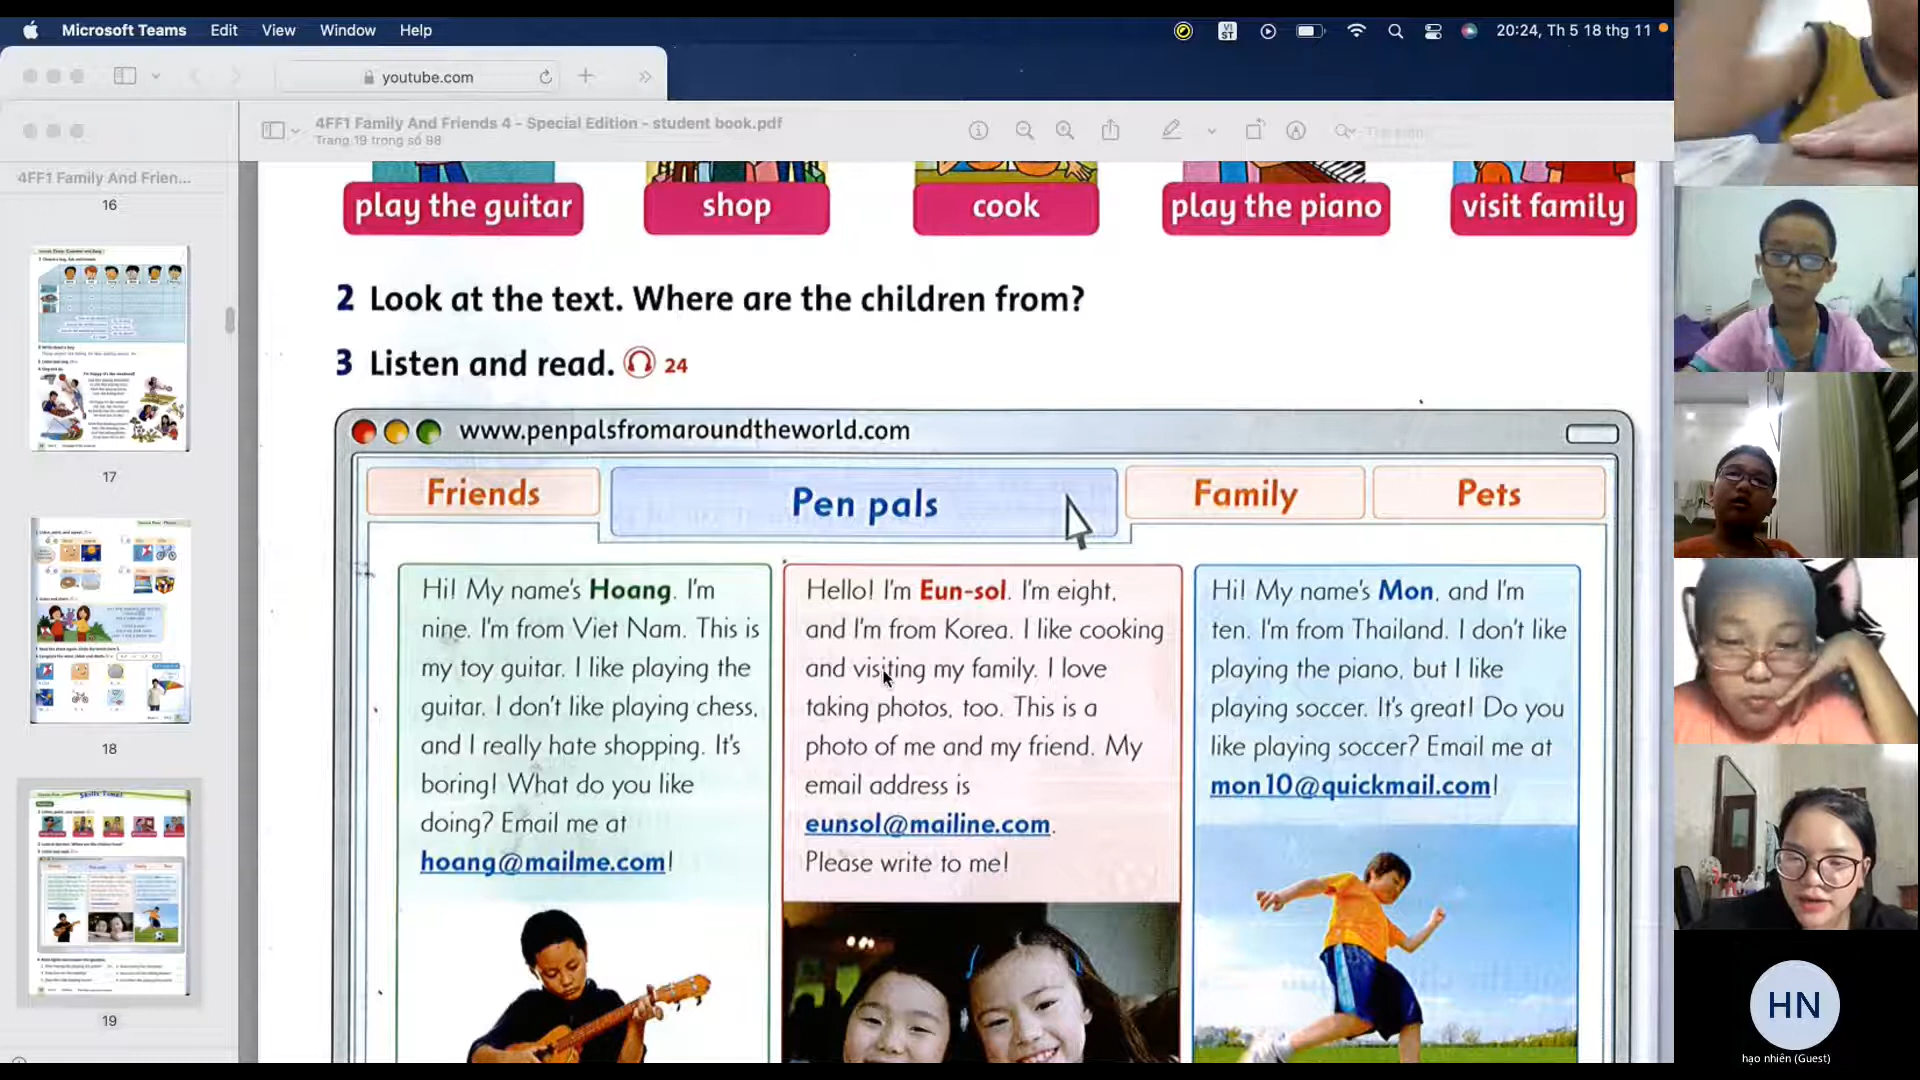 Microsoft Teams Edit View Window Help
20:24, Th 5 18 thg 11
youtube.com
4FF1 Family And Friends 4 - Special Edition - student book.pdf
Trang 19 trong số 98
4FF1 Family And Frien...
16
17
18
19
play the guitar
shop
cook
play the piano
visit family
2 Look at the text. Where are the children from?
3 Listen and read. 24
www.penpalsfromaroundtheworld.com
Friends
Pen pals
Family
Pets
Hi! My name's Hoang. I'm
nine. I'm from Viet Nam. This is
my toy guitar. I like playing the
guitar. I don't like playing chess,
and I really hate shopping. It's
boring! What do you like
doing? Email me at
hoang@mailme.com!
Hello! I'm Eun-sol. I'm eight,
and I'm from Korea. I like cooking
and visiting my family. I love
taking photos, too. This is a
photo of me and my friend. My
email address is
eunsol@mailine.com.
Please write to me!
Hi! My name's Mon, and I'm
ten. I'm from Thailand. I don't like
playing the piano, but I like
playing soccer. It's great! Do you
like playing soccer? Email me at
mon10@quickmail.com!
HN
hạo nhiên (Guest)